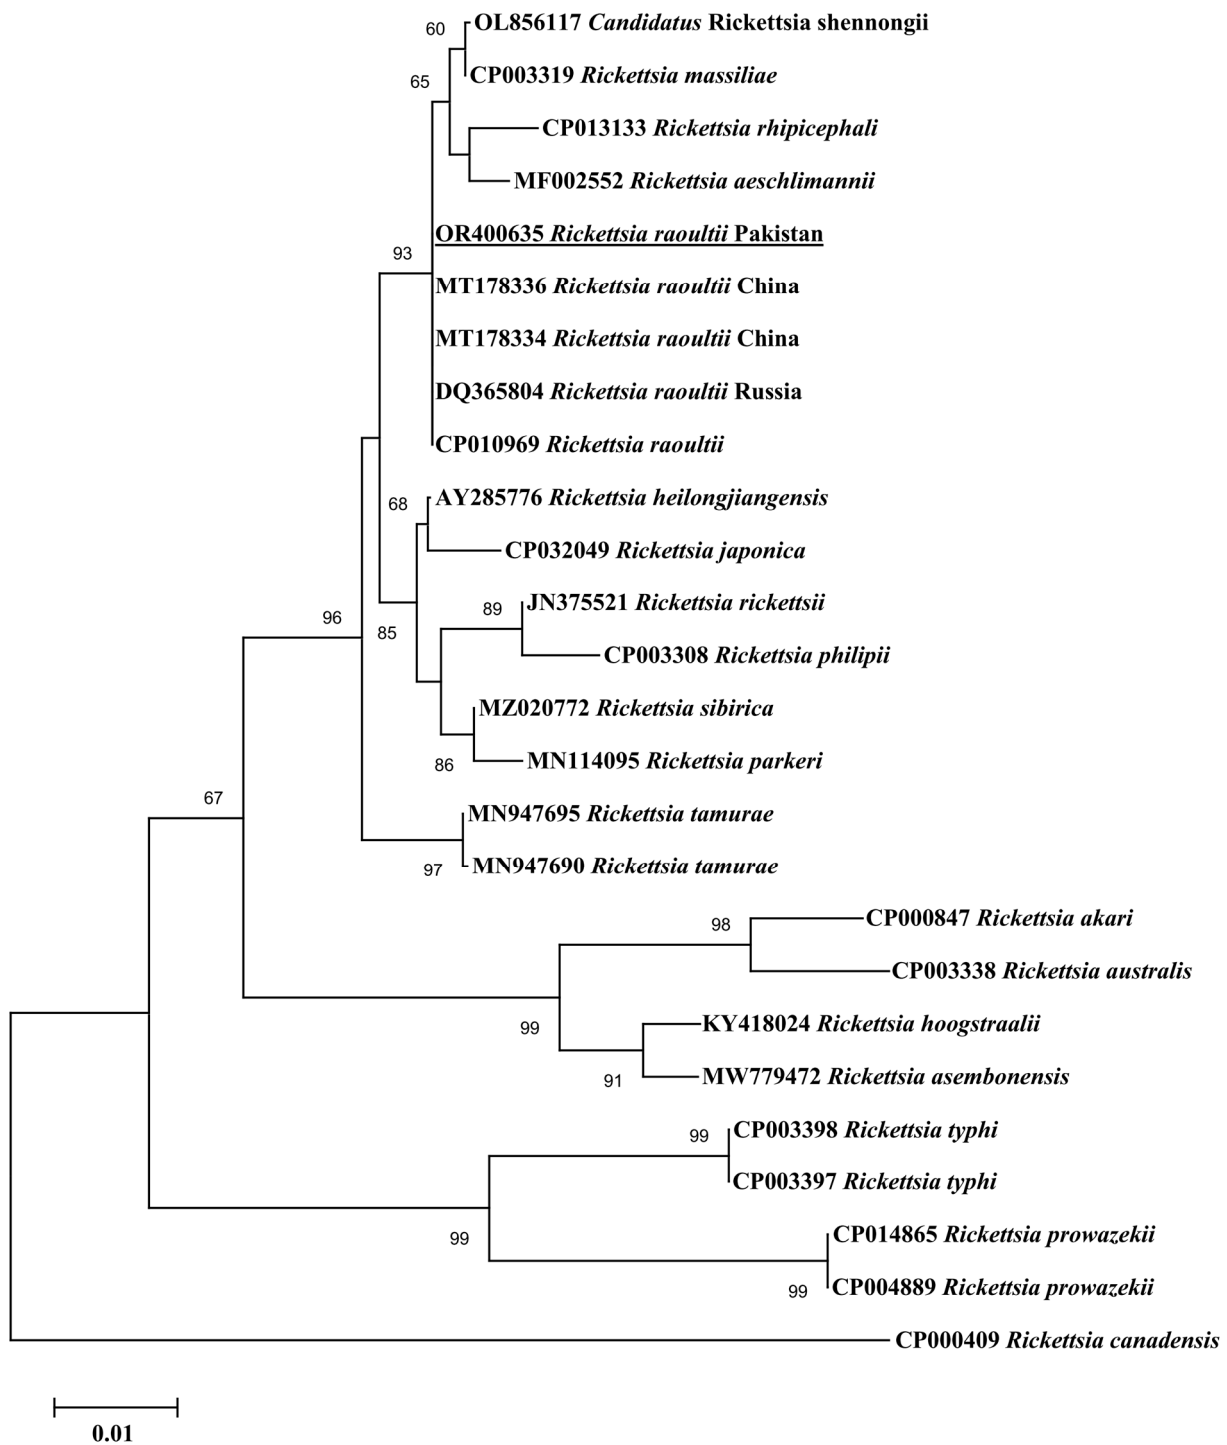 60
OL856117 Candidatus Rickettsia shennongii
CP003319 Rickettsia massiliae
65
CP013133 Rickettsia rhipicephali
MF002552 Rickettsia aeschlimannii
OR400635 Rickettsia raoultii Pakistan
93
MT178336 Rickettsia raoultii China
MT178334 Rickettsia raoultii China
DQ365804 Rickettsia raoultii Russia
CP010969 Rickettsia raoultii
68
AY285776 Rickettsia heilongjiangensis
CP032049 Rickettsia japonica
89
JN375521 Rickettsia rickettsii
96
85
CP003308 Rickettsia philipii
MZ020772 Rickettsia sibirica
86
MN114095 Rickettsia parkeri
67
MN947695 Rickettsia tamurae
97
MN947690 Rickettsia tamurae
98
CP000847 Rickettsia akari
CP003338 Rickettsia australis
99
KY418024 Rickettsia hoogstraalii
91
MW779472 Rickettsia asembonensis
99
CP003398 Rickettsia typhi
CP003397 Rickettsia typhi
99
CP014865 Rickettsia prowazekii
99
CP004889 Rickettsia prowazekii
CP000409 Rickettsia canadensis
0.01